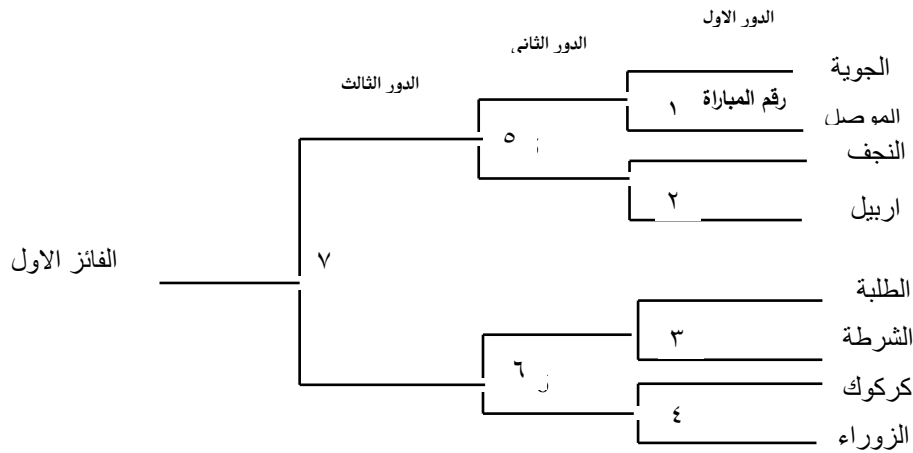 الدور الاول
الدور الثانى
الدور الثالث
الجوية
رقم المباراة ١
الموصل
٥
النجف
٢
اربيل
٧
الفائز الاول
الطلبة
٣
الشرطة
٦
كركوك
٤
الزوراء